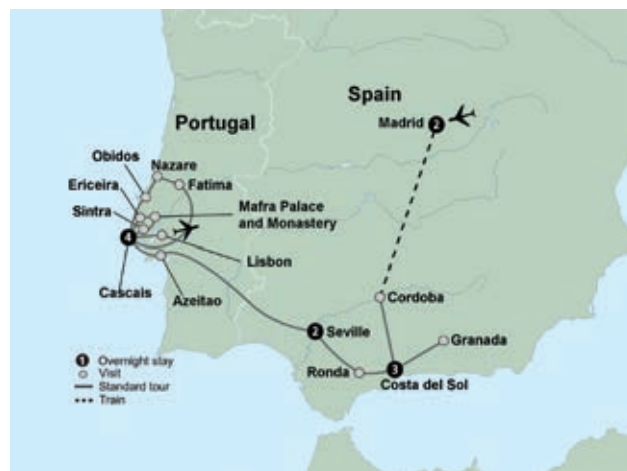 Spain
Madrid
2
Portugal
Obidos
Nazare
Ericeira
Fatima
Sintra
Mafra Palace
and Monastery
4
Lisbon
Cascais
Azeitao
Cordoba
2
Seville
Granada
Ronda
3
Costa del Sol
1 Overnight stay
Visit
Standard tour
Train